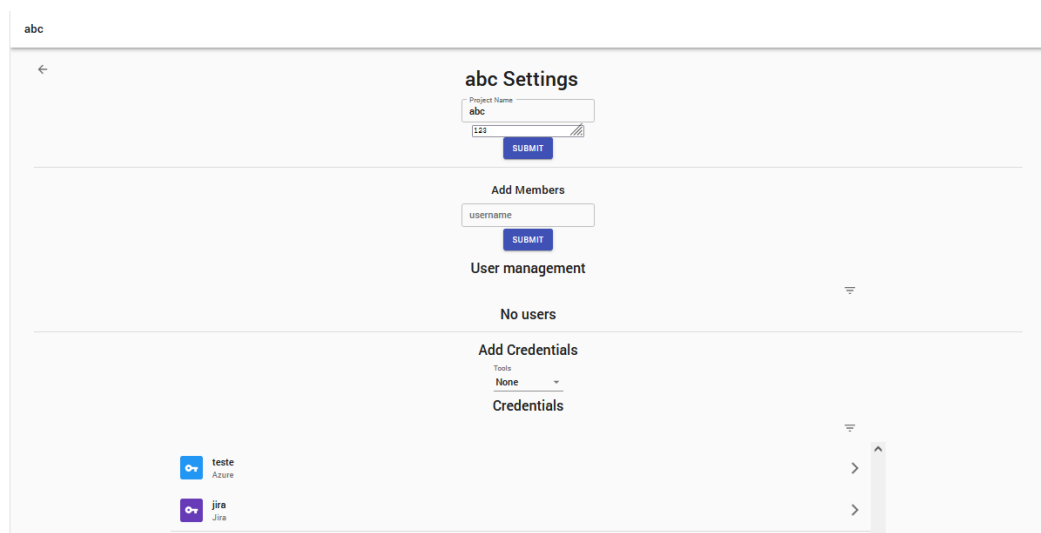 abc
abc Settings
Project Name
abc
123
SUBMIT
Add Members
username
SUBMIT
User management
No users
Add Credentials
Tools
None
Credentials
teste
Azure
jira
Jira